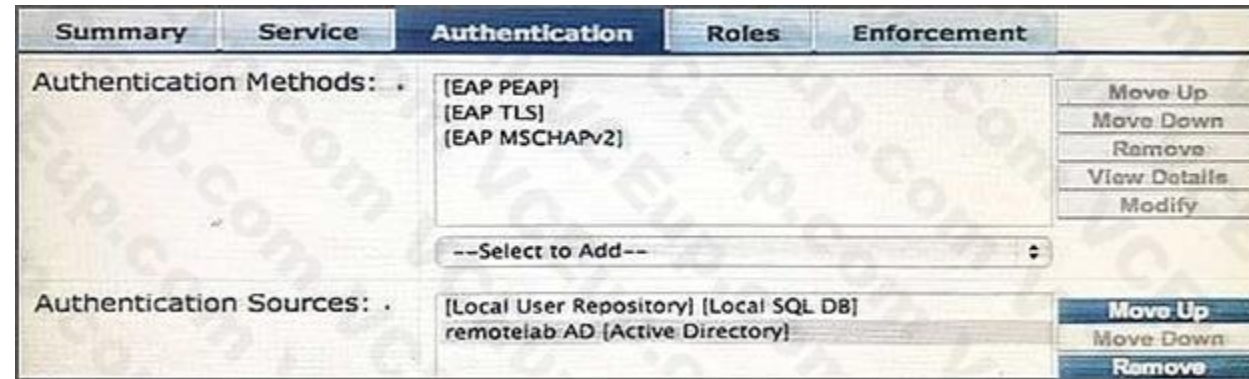 Summary Service Authentication Roles Enforcement
Authentication Methods:
[EAP PEAP]
[EAP TLS]
[EAP MSCHAPv2]
Move Up
Move Down
Remove
View Details
Modify
--Select to Add--
Authentication Sources:
[Local User Repository] [Local SQL DB]
remotelab AD [Active Directory]
Move Up
Move Down
Remove
VCEup.com